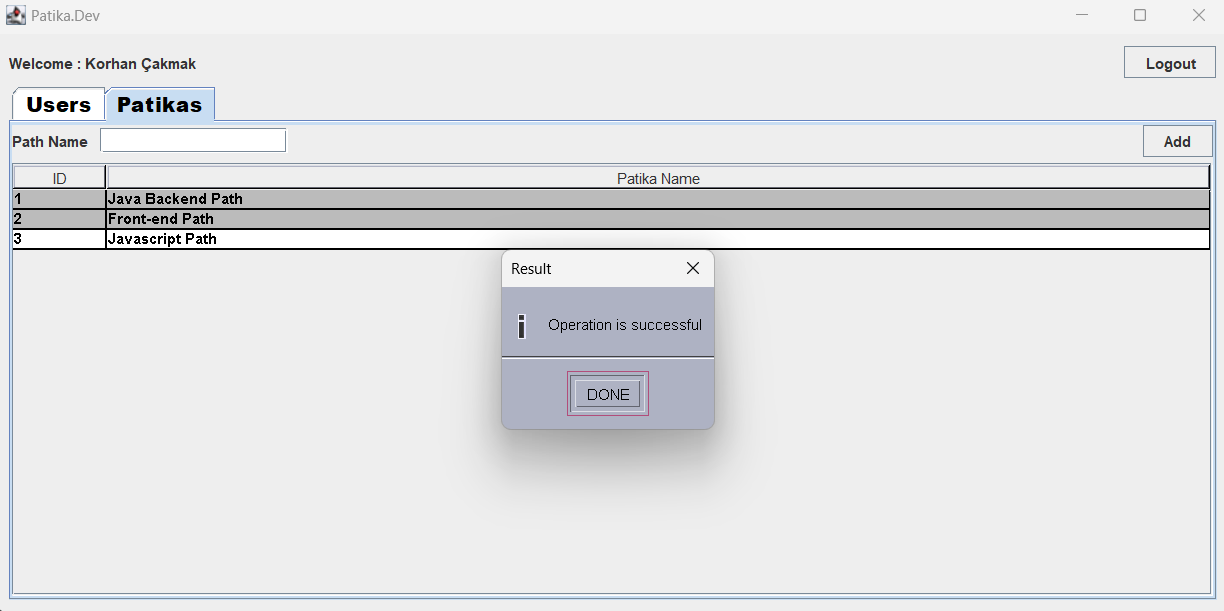 Patika.Dev
Welcome : Korhan Çakmak
Logout
Users Patikas
Path Name
Add
ID Patika Name
1 Java Backend Path
2 Front-end Path
3 Javascript Path
Result
Operation is successful
DONE